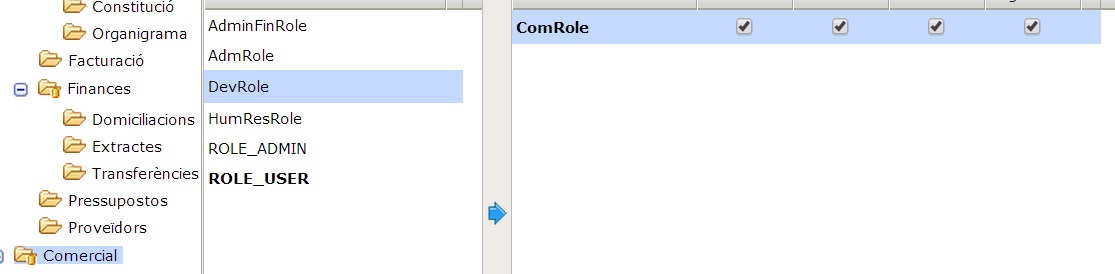 Constitució
Organigrama
Facturació
Finances
Domiciliacions
Extractes
Transferències
Pressupostos
Proveïdors
Comercial
AdminFinRole
AdmRole
DevRole
HumResRole
ROLE_ADMIN
ROLE_USER
ComRole